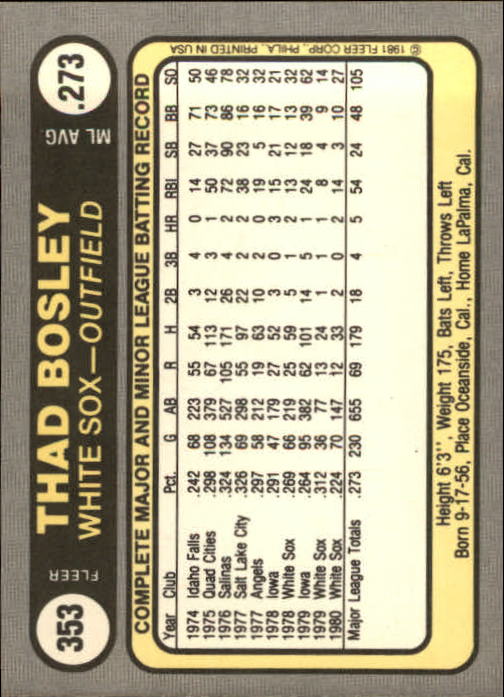 353
FLEER
THAD BOSLEY
WHITE SOX—OUTFIELD
ML AVG.
.273
COMPLETE MAJOR AND MINOR LEAGUE BATTING RECORD
Year Club Pct. G AB R H 2B 3B HR RBI SB BB SO
1974 Idaho Falls .242 68 223 55 54 3 4 0 14 27 71 50
1975 Quad Cities .298 108 379 67 113 12 3 1 50 37 73 46
1976 Salinas .324 134 527 105 171 26 4 2 72 90 86 78
1977 Salt Lake City .326 69 298 55 97 22 2 2 38 23 16 32
1977 Angels .297 58 212 19 63 10 2 0 19 5 16 32
1978 Iowa .291 47 179 27 52 3 0 3 15 21 17 21
1978 White Sox .269 66 219 25 59 5 1 2 13 12 13 32
1979 Iowa .264 95 382 62 101 14 5 1 24 18 39 62
1979 White Sox .312 36 77 13 24 1 1 1 8 4 9 14
1980 White Sox .224 70 147 12 33 2 0 2 14 3 10 27
Major League Totals .273 230 655 69 179 18 4 5 54 24 48 105
Height 6'3'', Weight 175, Bats Left, Throws Left
Born 9-17-56, Place Oceanside, Cal., Home LaPalma, Cal.
© 1981 FLEER CORP., PHILA., PRINTED IN USA